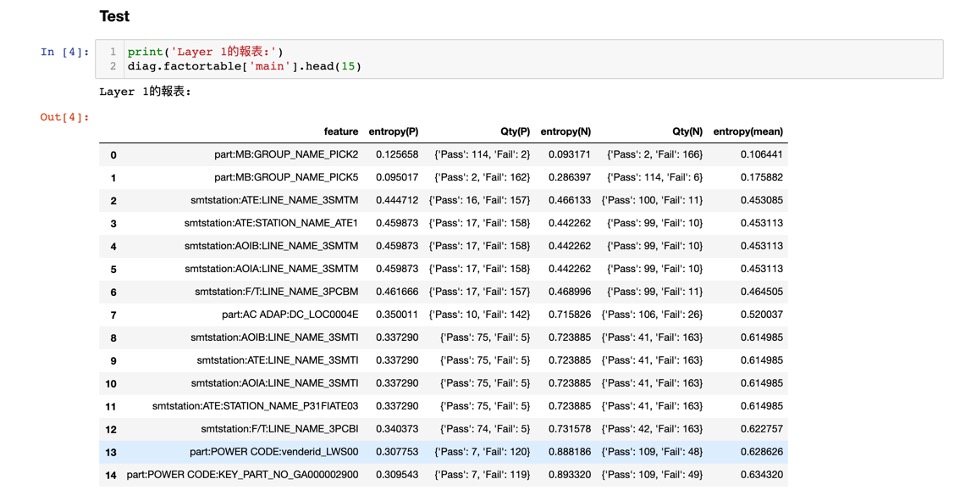 Test
In [4]:
1 print('Layer 1的報表:')
2 diag.factortable['main'].head(15)
Layer 1的報表:
Out[4]:
feature entropy(P) Qty(P) entropy(N) Qty(N) entropy(mean)
0 part:MB:GROUP_NAME_PICK2 0.125658 {'Pass': 114, 'Fail': 2} 0.093171 {'Pass': 2, 'Fail': 166} 0.106441
1 part:MB:GROUP_NAME_PICK5 0.095017 {'Pass': 2, 'Fail': 162} 0.286397 {'Pass': 114, 'Fail': 6} 0.175882
2 smtstation:ATE:LINE_NAME_3SMTM 0.444712 {'Pass': 16, 'Fail': 157} 0.466133 {'Pass': 100, 'Fail': 11} 0.453085
3 smtstation:ATE:STATION_NAME_ATE1 0.459873 {'Pass': 17, 'Fail': 158} 0.442262 {'Pass': 99, 'Fail': 10} 0.453113
4 smtstation:AOIB:LINE_NAME_3SMTM 0.459873 {'Pass': 17, 'Fail': 158} 0.442262 {'Pass': 99, 'Fail': 10} 0.453113
5 smtstation:AOIA:LINE_NAME_3SMTM 0.459873 {'Pass': 17, 'Fail': 158} 0.442262 {'Pass': 99, 'Fail': 10} 0.453113
6 smtstation:F/T:LINE_NAME_3PCBM 0.461666 {'Pass': 17, 'Fail': 157} 0.468996 {'Pass': 99, 'Fail': 11} 0.464505
7 part:AC ADAP:DC_LOC0004E 0.350011 {'Pass': 10, 'Fail': 142} 0.715826 {'Pass': 106, 'Fail': 26} 0.520037
8 smtstation:AOIB:LINE_NAME_3SMTI 0.337290 {'Pass': 75, 'Fail': 5} 0.723885 {'Pass': 41, 'Fail': 163} 0.614985
9 smtstation:ATE:LINE_NAME_3SMTI 0.337290 {'Pass': 75, 'Fail': 5} 0.723885 {'Pass': 41, 'Fail': 163} 0.614985
10 smtstation:AOIA:LINE_NAME_3SMTI 0.337290 {'Pass': 75, 'Fail': 5} 0.723885 {'Pass': 41, 'Fail': 163} 0.614985
11 smtstation:ATE:STATION_NAME_P31FIATE03 0.337290 {'Pass': 75, 'Fail': 5} 0.723885 {'Pass': 41, 'Fail': 163} 0.614985
12 smtstation:F/T:LINE_NAME_3PCBI 0.340373 {'Pass': 74, 'Fail': 5} 0.731578 {'Pass': 42, 'Fail': 163} 0.622757
13 part:POWER CODE:venderid_LWS00 0.307753 {'Pass': 7, 'Fail': 120} 0.888186 {'Pass': 109, 'Fail': 48} 0.628626
14 part:POWER CODE:KEY_PART_NO_GA000002900 0.309543 {'Pass': 7, 'Fail': 119} 0.893320 {'Pass': 109, 'Fail': 49} 0.634320